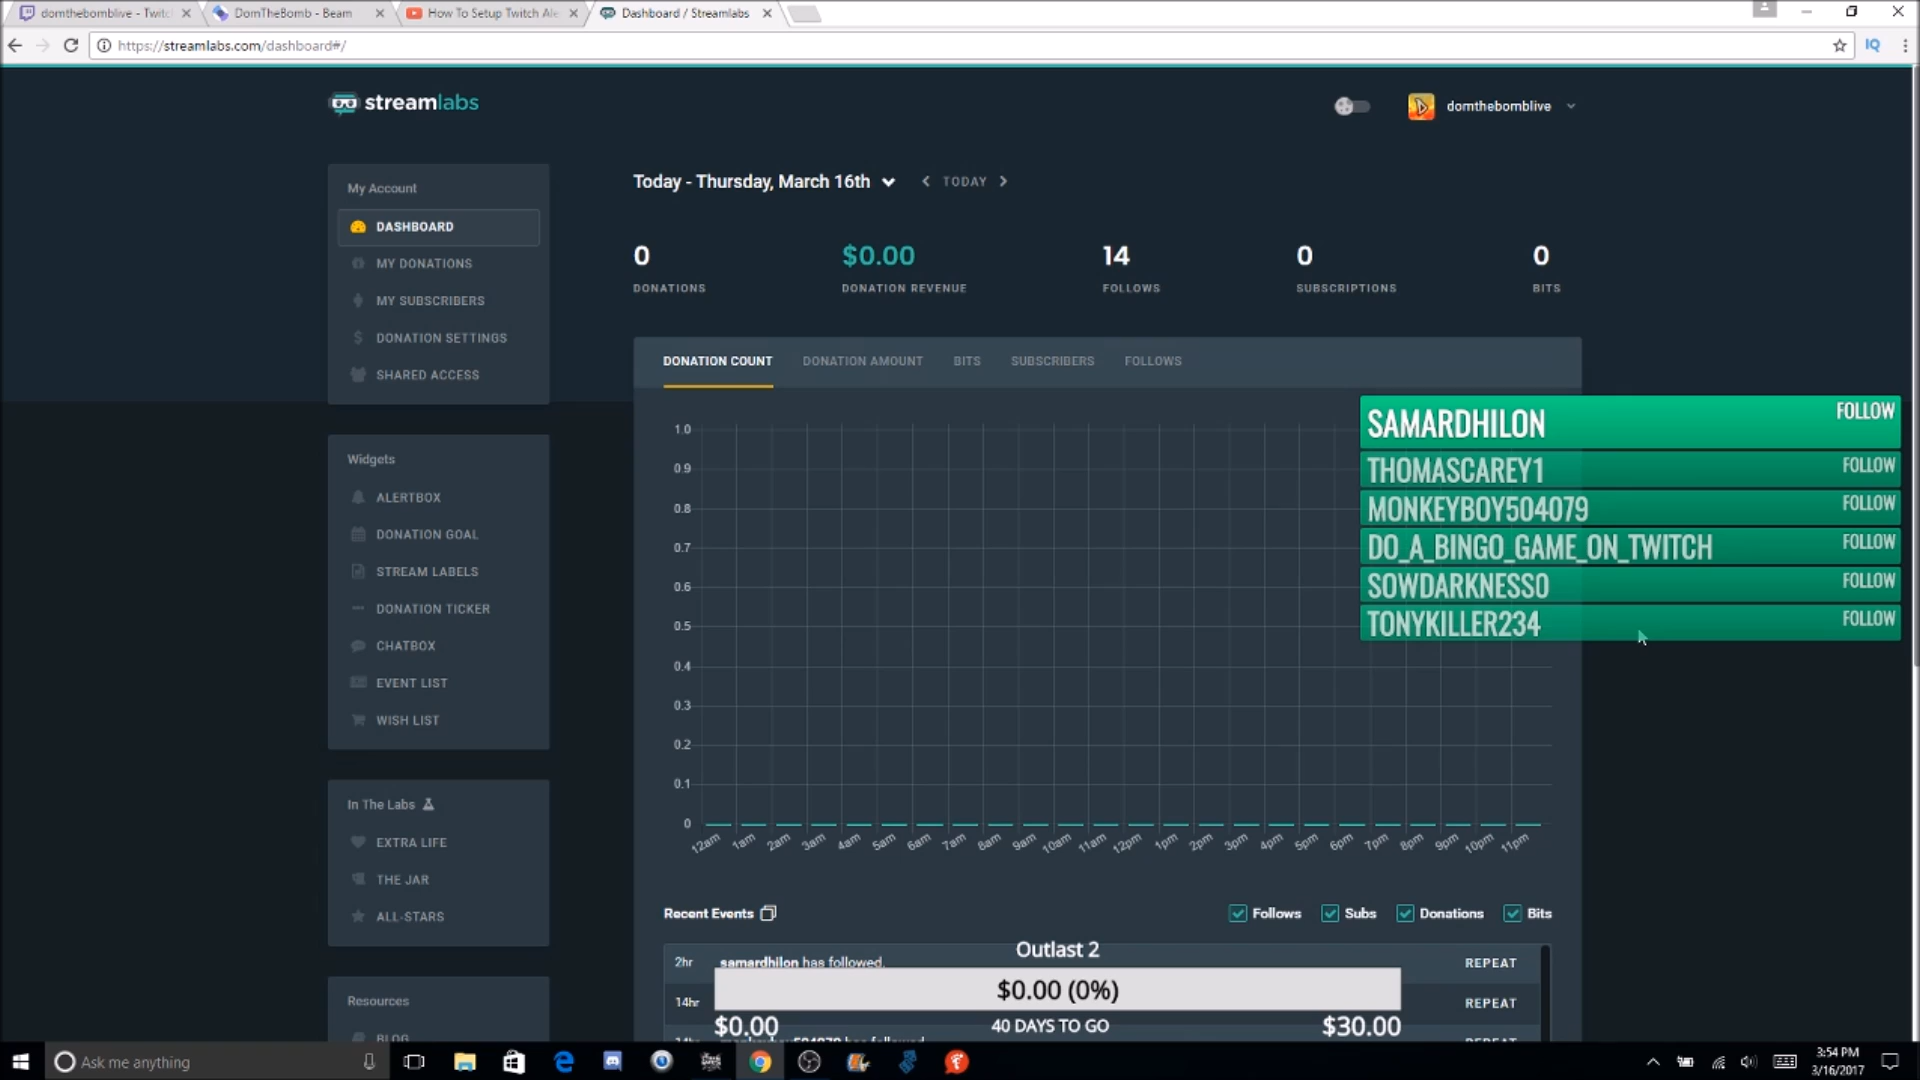 domthebomblive - Twitc
DomTheBomb - Beam
How To Setup Twitch Ale
Dashboard / Streamlabs
https://streamlabs.com/dashboard#/
IQ
streamlabs
domthebomblive
My Account
DASHBOARD
MY DONATIONS
MY SUBSCRIBERS
DONATION SETTINGS
SHARED ACCESS
Widgets
ALERTBOX
DONATION GOAL
STREAM LABELS
DONATION TICKER
CHATBOX
EVENT LIST
WISH LIST
In The Labs
EXTRA LIFE
THE JAR
ALL-STARS
Resources
BLOG
Today - Thursday, March 16th
TODAY
0 $0.00 14 0 0
DONATIONS DONATION REVENUE FOLLOWS SUBSCRIPTIONS BITS
DONATION COUNT DONATION AMOUNT BITS SUBSCRIBERS FOLLOWS
1.0
0.9
0.8
0.7
0.6
0.5
0.4
0.3
0.2
0.1
0
12am 1am 2am 3am 4am 5am 6am 7am 8am 9am 10am 11am 12pm 1pm 2pm 3pm 4pm 5pm 6pm 7pm 8pm 9pm 10pm 11pm
SAMARDHILON FOLLOW
THOMASCAREY1 FOLLOW
MONKEYBOY504079 FOLLOW
DO_A_BINGO_GAME_ON_TWITCH FOLLOW
SOWDARKNESS0 FOLLOW
TONYKILLER234 FOLLOW
Recent Events
Follows Subs Donations Bits
Outlast 2
2hr samardhilon has followed. REPEAT
$0.00 (0%)
14hr REPEAT
$0.00 40 DAYS TO GO $30.00
14hr monkeyboy504079 has followed. REPEAT
Ask me anything
3:54 PM
3/16/2017